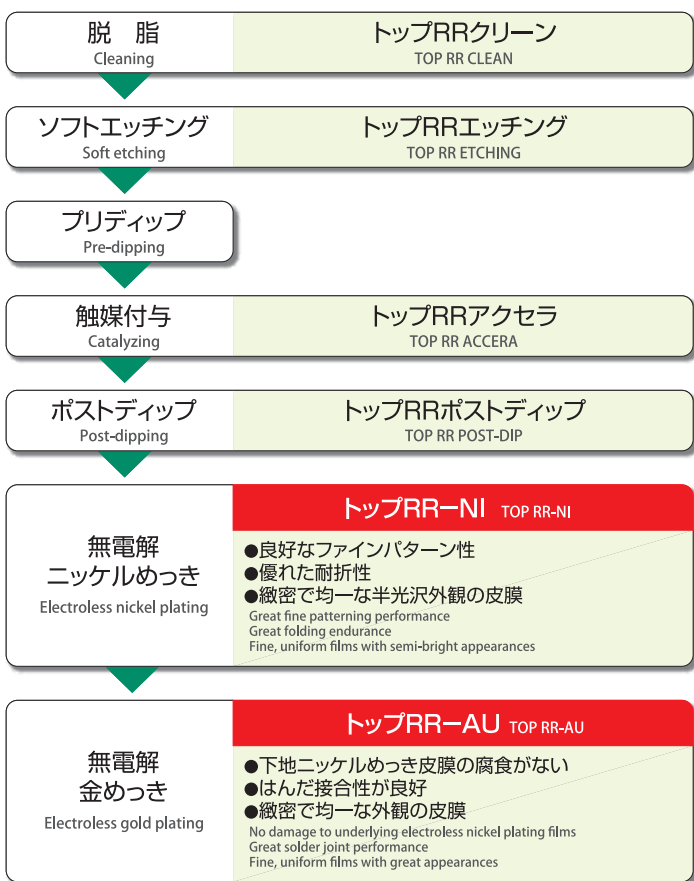 脱　脂
Cleaning
トップRRクリーン
TOP RR CLEAN
ソフトエッチング
Soft etching
トップRRエッチング
TOP RR ETCHING
プリディップ
Pre-dipping
触媒付与
Catalyzing
トップRRアクセラ
TOP RR ACCERA
ポストディップ
Post-dipping
トップRRポストディップ
TOP RR POST-DIP
無電解
ニッケルめっき
Electroless nickel plating
トップRR－NI TOP RR-NI
●良好なファインパターン性
●優れた耐折性
●緻密で均一な半光沢外観の皮膜
Great fine patterning performance
Great folding endurance
Fine, uniform films with semi-bright appearances
無電解
金めっき
Electroless gold plating
トップRR－AU TOP RR-AU
●下地ニッケルめっき皮膜の腐食がない
●はんだ接合性が良好
●緻密で均一な外観の皮膜
No damage to underlying electroless nickel plating films
Great solder joint performance
Fine, uniform films with great appearances